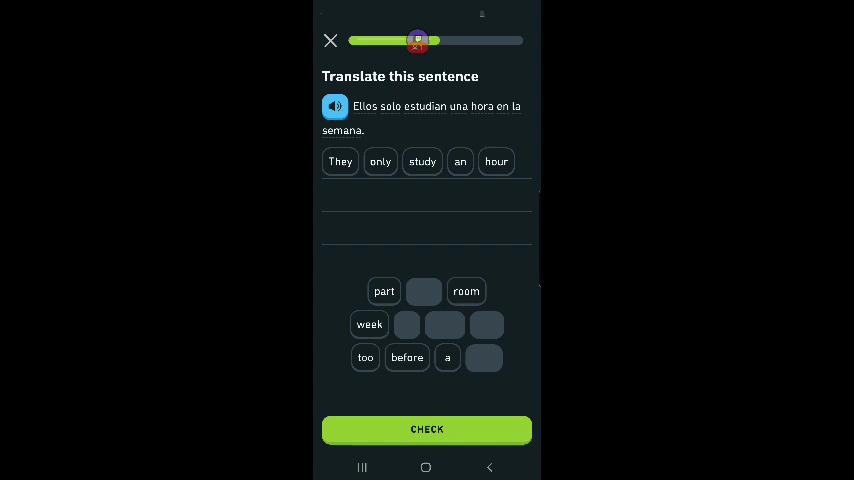 Translate this sentence
Ellos solo estudian una hora en la
semana.
They only study an hour
part room
week
too before a
CHECK